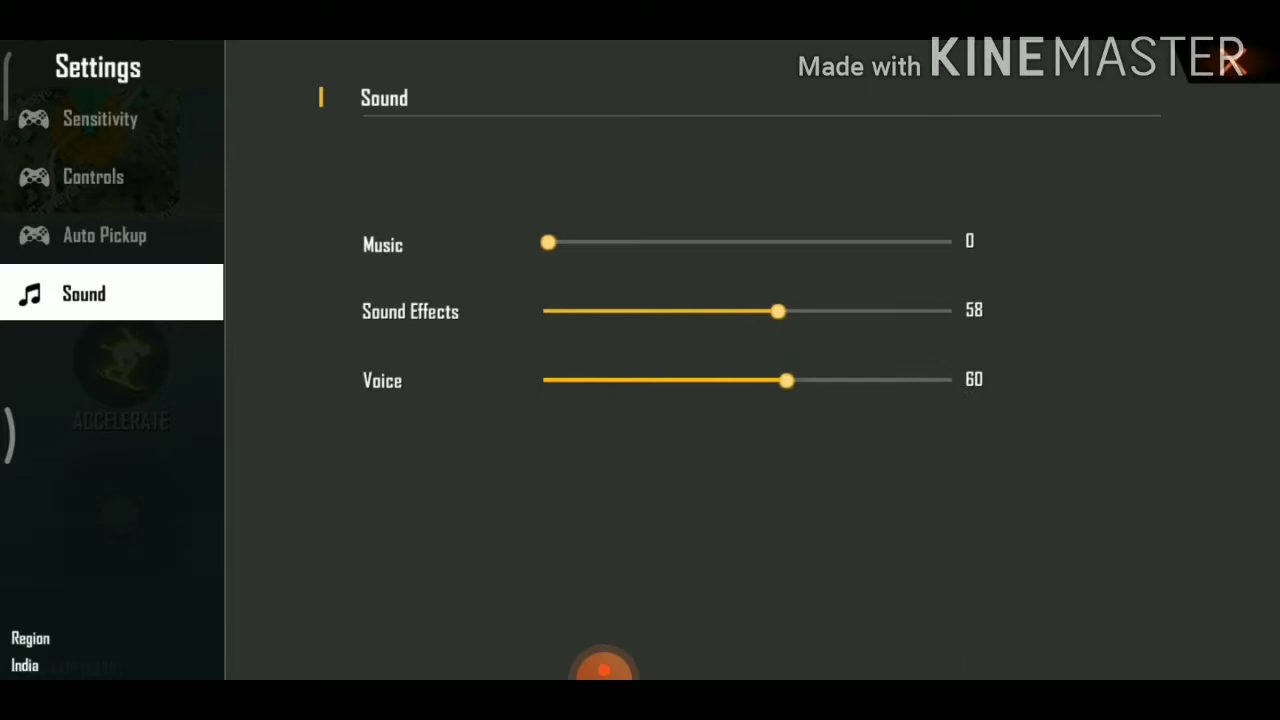 Settings
Made with KINEMASTER
Sound
Sensitivity
Controls
Auto Pickup
Sound
Music 0
Sound Effects 58
Voice 60
ACCELERATE
Region
India